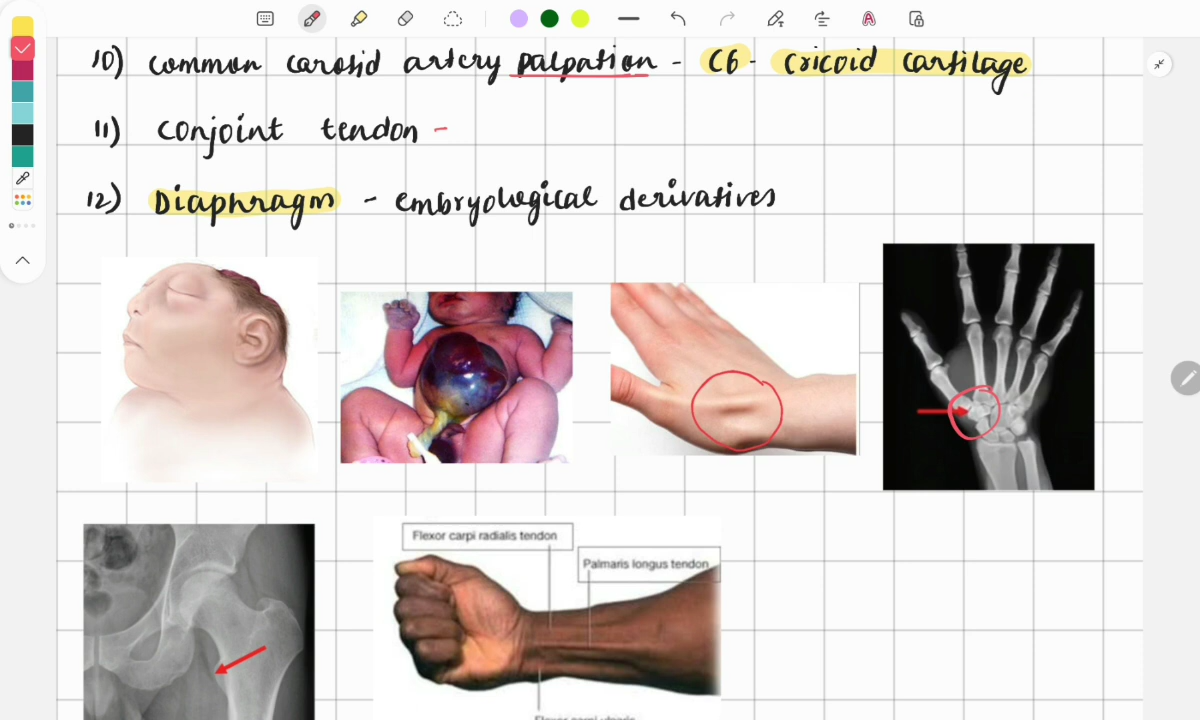 10) common carotid artery palpation - C6 - cricoid cartilage
11) conjoint tendon -
12) Diaphragm - embryological derivatives
Flexor carpi radialis tendon
Palmaris longus tendon